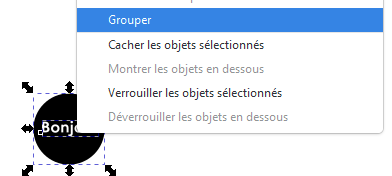 Grouper
Cacher les objets sélectionnés
Montrer les objets en dessous
Verrouiller les objets sélectionnés
Déverrouiller les objets en dessous